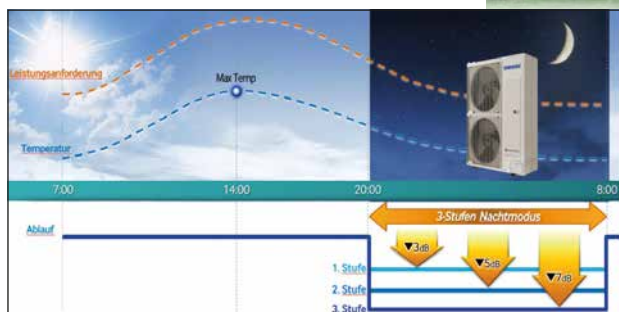 Leistungsanforderung
Max Temp
Temperatur
7:00 14:00 20:00 8:00
Ablauf
3-Stufen Nachtmodus
▼3dB
▼5dB
▼7dB
1. Stufe
2. Stufe
3. Stufe
SAMSUNG